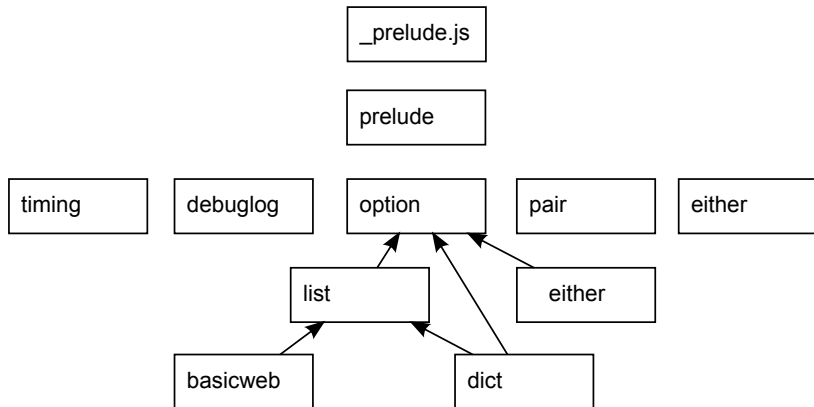 _prelude.js
prelude
timing
debuglog
option
pair
either
list
either
basicweb
dict